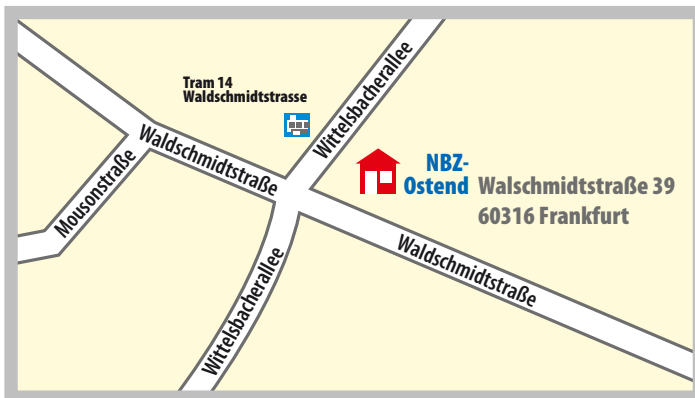 Tram 14
Waldschmidtstrasse
Wittelsbacherallee
Waldschmidtstraße
Mousonstraße
NBZ-
Ostend
Walschmidtstraße 39
60316 Frankfurt
Waldschmidtstraße
Wittelsbacherallee